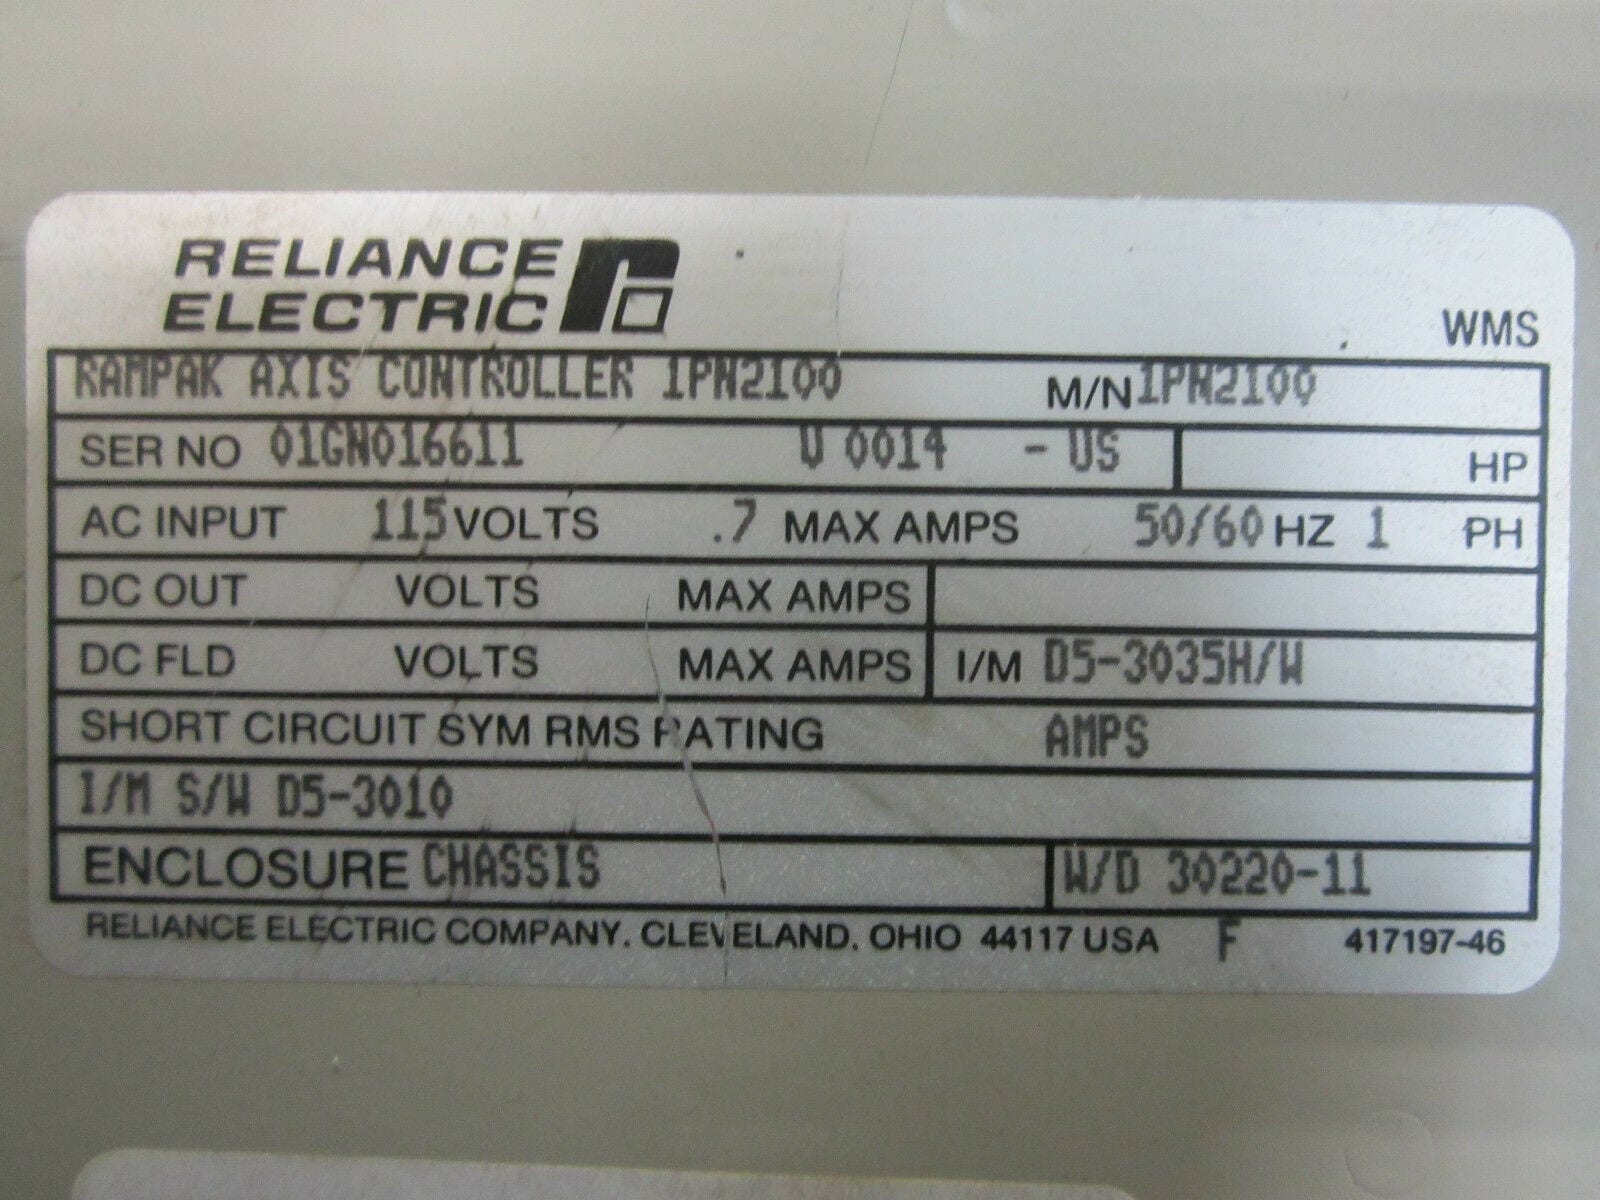 RELIANCE
ELECTRIC
WMS
RAMPAK AXIS CONTROLLER 1PN2100 M/N 1PN2100
SER NO 01GN016611 U 0014 - US HP
AC INPUT 115 VOLTS .7 MAX AMPS 50/60 HZ 1 PH
DC OUT VOLTS MAX AMPS
DC FLD VOLTS MAX AMPS I/M D5-3035H/W
SHORT CIRCUIT SYM RMS RATING AMPS
I/M S/W D5-3010
ENCLOSURE CHASSIS W/D 30220-11
RELIANCE ELECTRIC COMPANY. CLEVELAND. OHIO 44117 USA F 417197-46